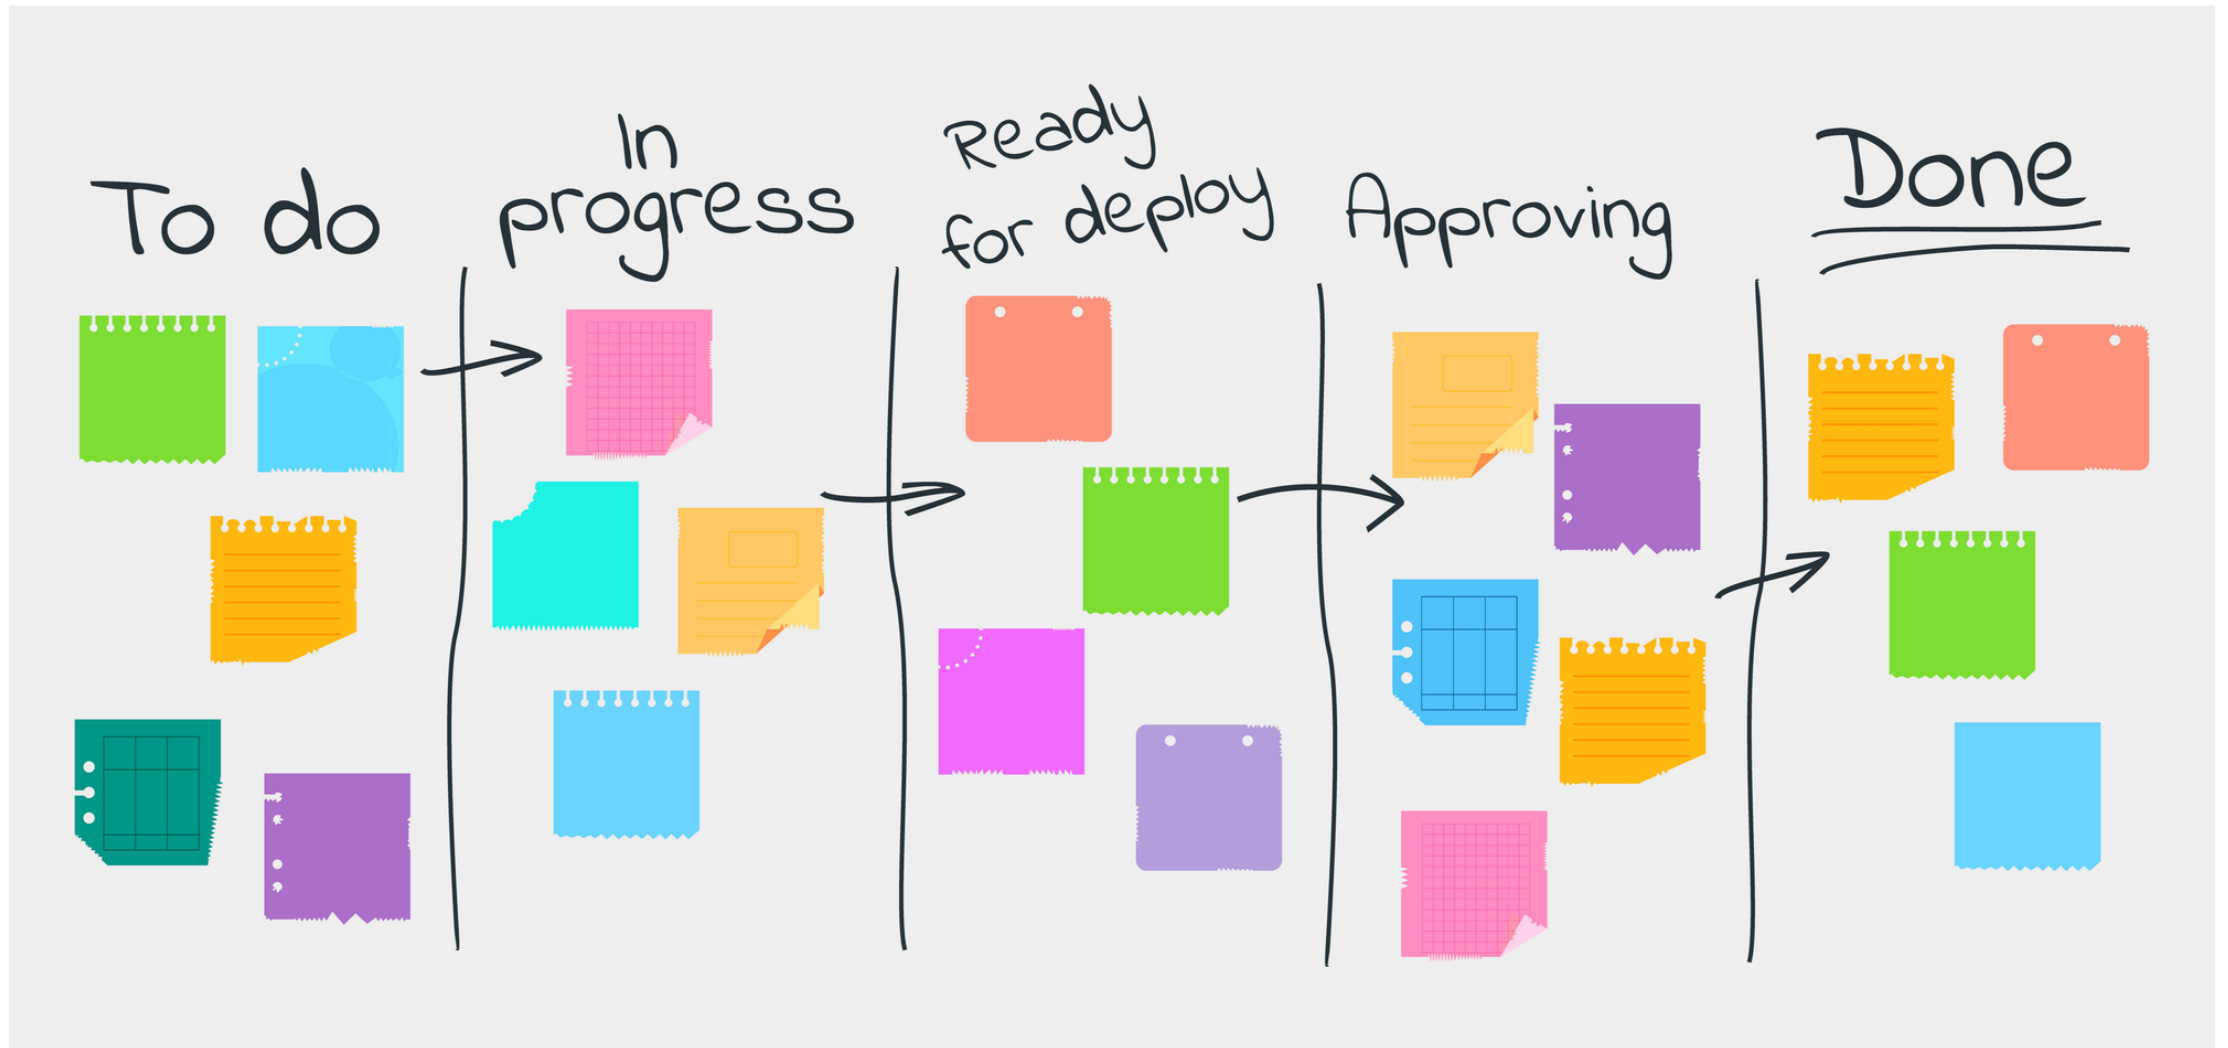 To do
In
progress
Ready
for deploy
Approving
Done